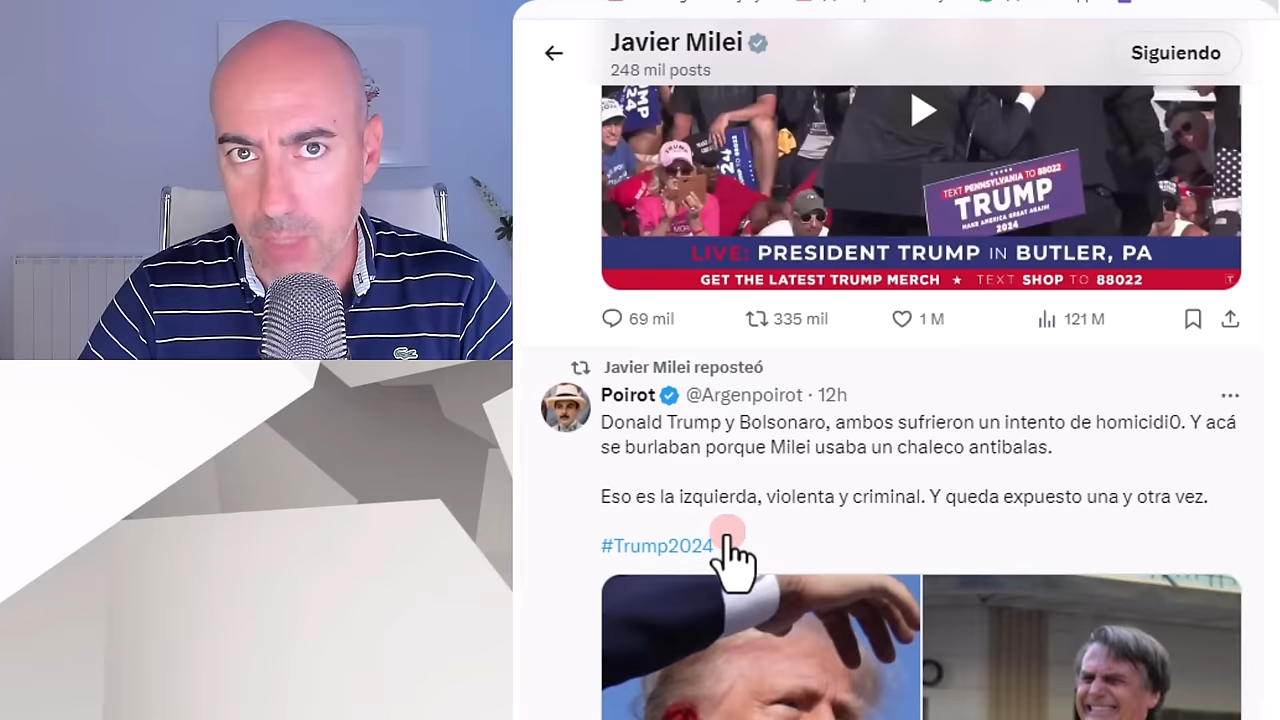 Javier Milei
248 mil posts
Siguiendo
TEXT PENNSYLVANIA TO 88022
TRUMP
MAKE AMERICA GREAT AGAIN!
2024
LIVE: PRESIDENT TRUMP IN BUTLER, PA
GET THE LATEST TRUMP MERCH ★ TEXT SHOP TO 88022
69 mil
335 mil
1 M
121 M
Javier Milei reposteó
Poirot @Argenpoirot · 12h
Donald Trump y Bolsonaro, ambos sufrieron un intento de homicidi0. Y acá
se burlaban porque Milei usaba un chaleco antibalas.
Eso es la izquierda, violenta y criminal. Y queda expuesto una y otra vez.
#Trump2024